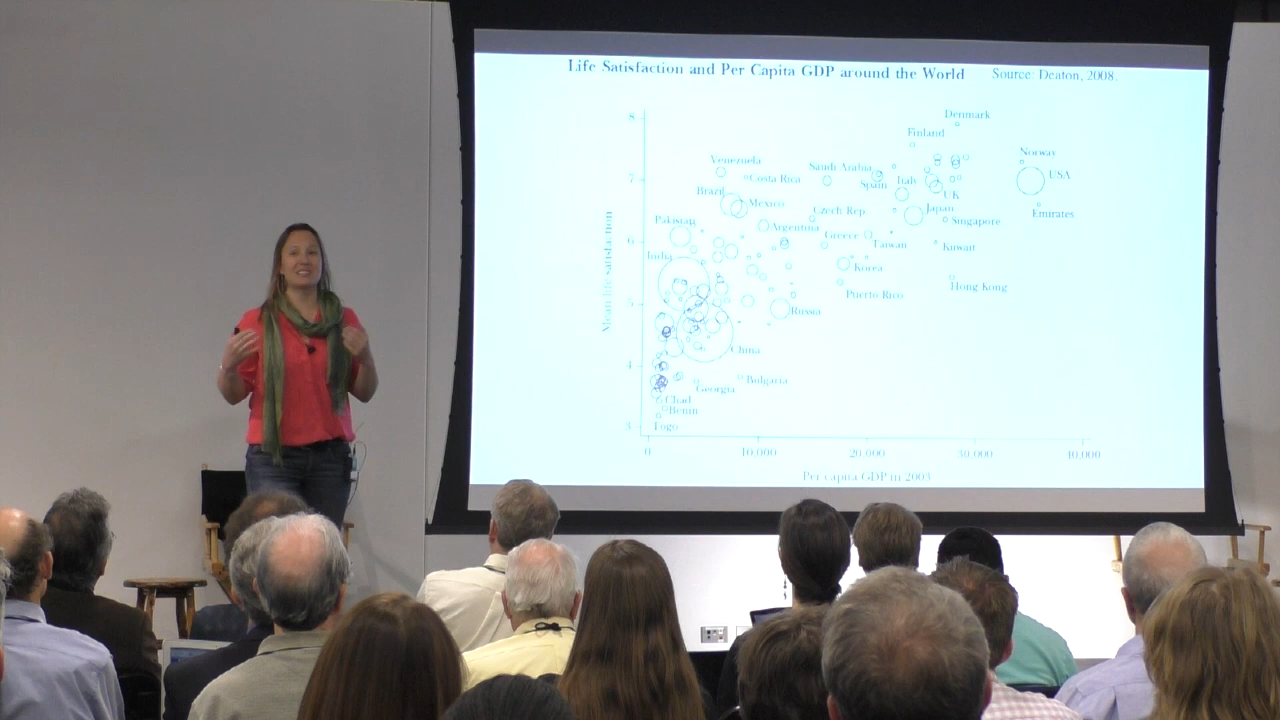 Life Satisfaction and Per Capita GDP around the World Source: Deaton, 2008.
Denmark
Finland
Norway
Venezuela
Saudi Arabia
Costa Rica
Spain
Italy
USA
Brazil
UK
Mexico
Czech Rep
Japan
Emirates
Pakistan
Argentina
Singapore
Greece
Taiwan
Kuwait
India
Korea
Puerto Rico
Hong Kong
Russia
China
Georgia
Bulgaria
Chad
Benin
Togo
8
7
6
5
4
3
Mean life satisfaction
0 10,000 20,000 30,000 40,000
Per capita GDP in 2003